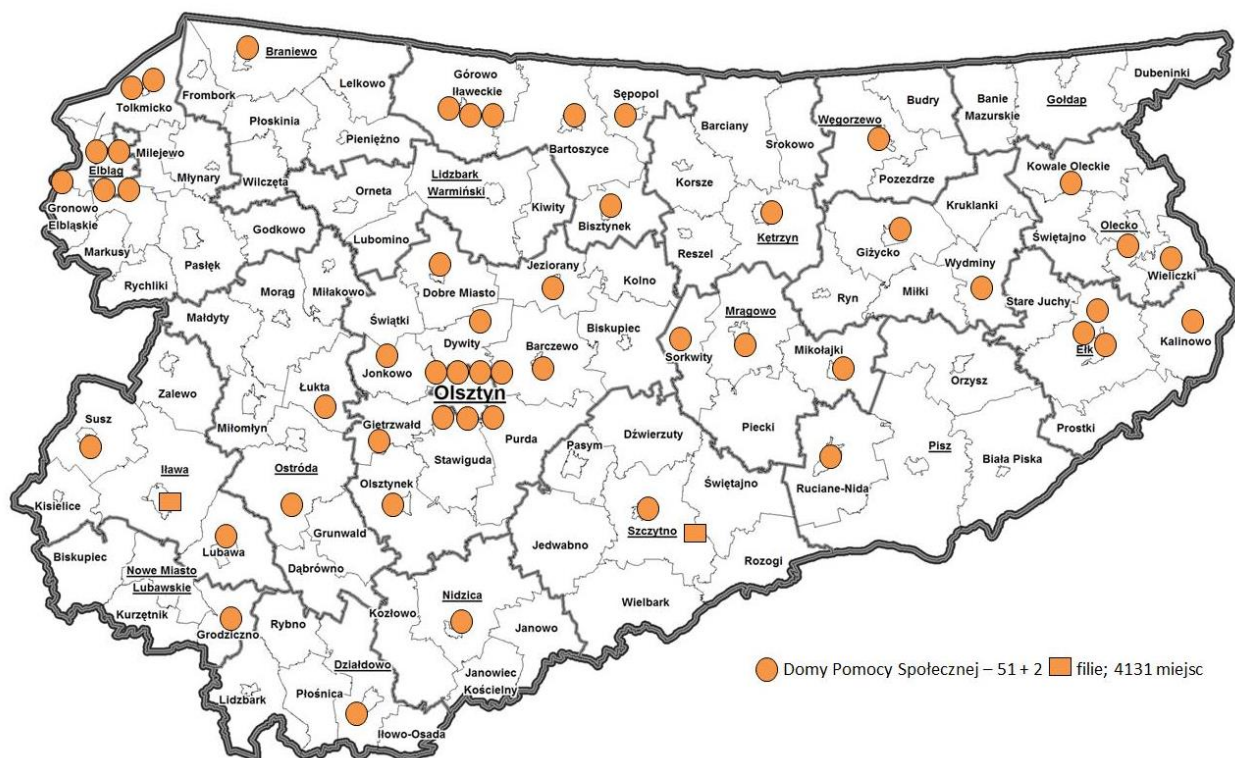 Braniewo
Lelkowo
Górowo
Iławeckie
Sępopol
Dubeninki
Gołdap
Budry
Banie
Mazurskie
Węgorzewo
Frombork
Tolkmicko
Płoskinia
Pieniężno
Bartoszyce
Barciany
Srokowo
Pozezdrze
Kowale Oleckie
Milejewo
Elbląg
Młynary
Wilczęta
Orneta
Lidzbark
Warmiński
Kiwity
Korsze
Bisztynek
Kętrzyn
Kruklanki
Gronowo
Elbląskie
Markusy
Pasłęk
Godkowo
Lubomino
Reszel
Giżycko
Świętajno
Olecko
Wieliczki
Rychliki
Morąg
Miłakowo
Dobre Miasto
Jeziorany
Kolno
Wydminy
Ryn
Miłki
Stare Juchy
Małdyty
Świątki
Dywity
Biskupiec
Mrągowo
Ełk
Kalinowo
Jonkowo
Barczewo
Sorkwity
Mikołajki
Orzysz
Zalewo
Łukta
Olsztyn
Susz
Miłomłyn
Giętrzwałd
Purda
Pasym
Dźwierzuty
Piecki
Pisz
Biała Piska
Prostki
Iława
Ostróda
Stawiguda
Olsztynek
Świętajno
Ruciane-Nida
Kisielice
Szczytno
Lubawa
Grunwald
Jedwabno
Rozogi
Biskupiec
Nowe Miasto
Lubawskie
Dąbrówno
Kurzętnik
Grodziczno
Rybno
Kozłowo
Nidzica
Janowo
Wielbark
Działdowo
Janowiec
Kościelny
Lidzbark
Płośnica
Iłowo-Osada
Domy Pomocy Społecznej – 51 + 2 filie; 4131 miejsc